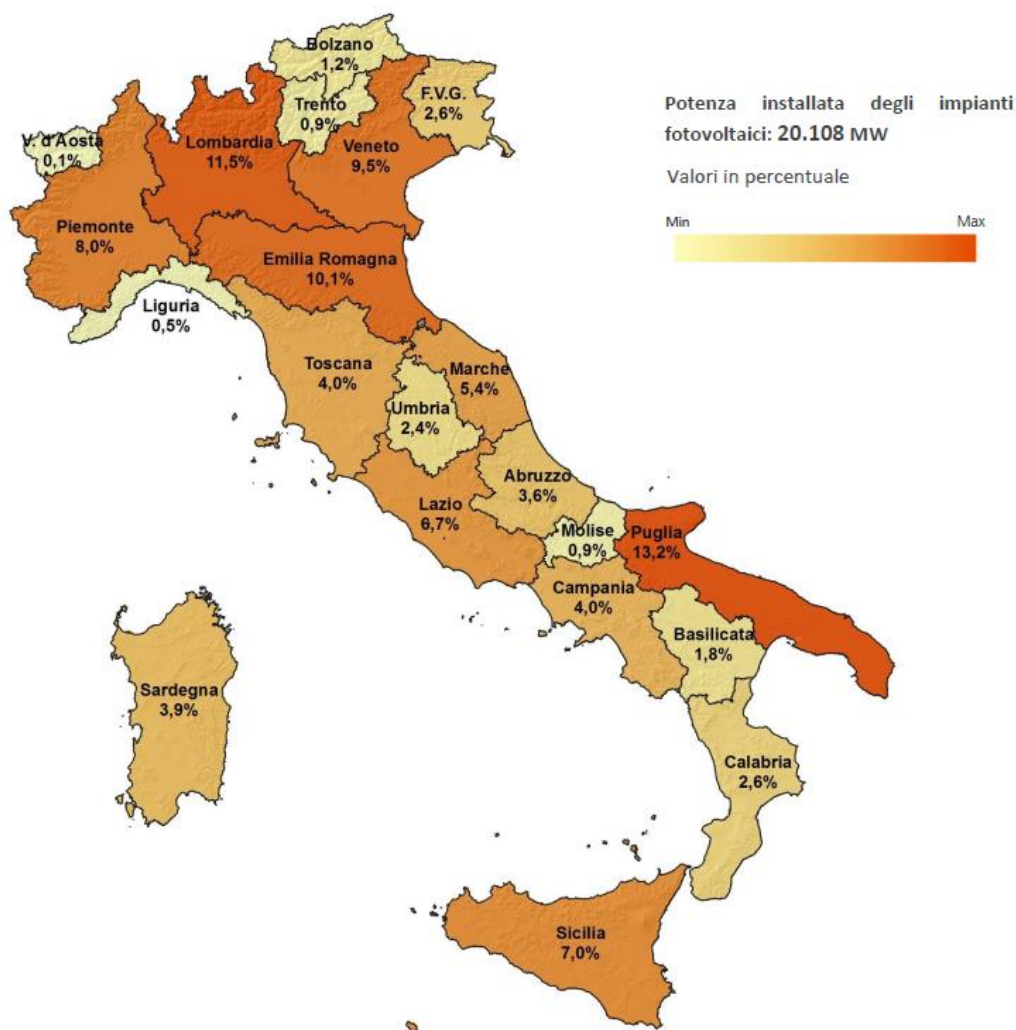 Bolzano
1,2%
Trento
0,9%
F.V.G.
2,6%
V. d'Aosta
0,1%
Lombardia
11,5%
Veneto
9,5%
Piemonte
8,0%
Emilia Romagna
10,1%
Liguria
0,5%
Toscana
4,0%
Marche
5,4%
Umbria
2,4%
Abruzzo
3,6%
Lazio
6,7%
Molise
0,9%
Puglia
13,2%
Campania
4,0%
Basilicata
1,8%
Sardegna
3,9%
Calabria
2,6%
Sicilia
7,0%
Potenza installata degli impianti
fotovoltaici: 20.108 MW
Valori in percentuale
Min Max